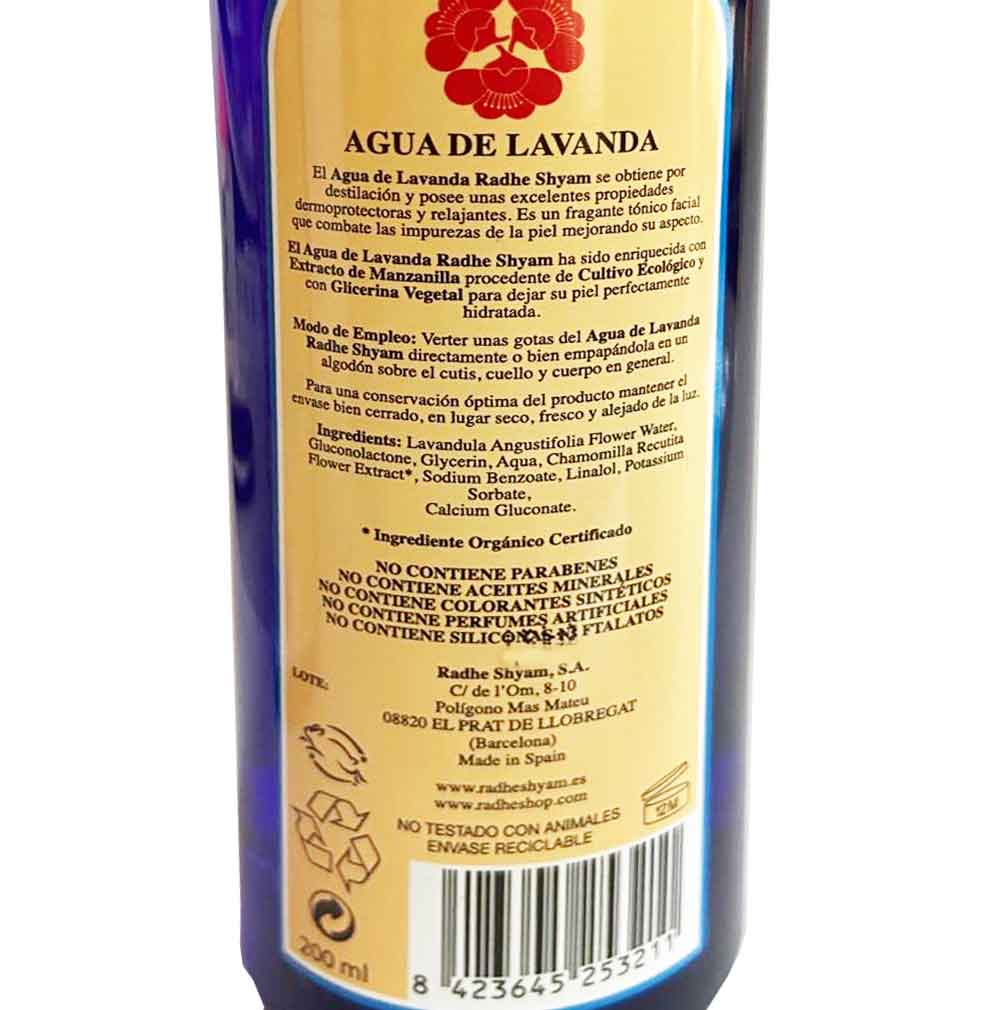 AGUA DE LAVANDA
El Agua de Lavanda Radhe Shyam se obtiene por
destilación y posee unas excelentes propiedades
dermoprotectoras y relajantes. Es un fragante tónico facial
que combate las impurezas de la piel mejorando su aspecto.
El Agua de Lavanda Radhe Shyam ha sido enriquecida con
Extracto de Manzanilla procedente de Cultivo Ecológico y
con Glicerina Vegetal para dejar su piel perfectamente
hidratada.
Modo de Empleo: Verter unas gotas del Agua de Lavanda
Radhe Shyam directamente o bien empapándola en un
algodón sobre el cutis, cuello y cuerpo en general.
Para una conservación óptima del producto mantener el
envase bien cerrado, en lugar seco, fresco y alejado de la luz.
Ingredients: Lavandula Angustifolia Flower Water,
Gluconolactone, Glycerin, Aqua, Chamomilla Recutita
Flower Extract*, Sodium Benzoate, Linalol, Potassium
Sorbate,
Calcium Gluconate.
* Ingrediente Orgánico Certificado
NO CONTIENE PARABENES
NO CONTIENE ACEITES MINERALES
NO CONTIENE COLORANTES SINTÉTICOS
NO CONTIENE PERFUMES ARTIFICIALES
NO CONTIENE FTALATOS
Radhe Shyam, S.A.
LOTE:
C/ de l'Om, 8-10
Polígono Mas Mateu
08820 EL PRAT DE LLOBREGAT
(Barcelona)
Made in Spain
www.radheshyam.es
www.radheshop.com
12 M
NO TESTADO CON ANIMALES
ENVASE RECICLABLE
200 ml
8 423645 253211